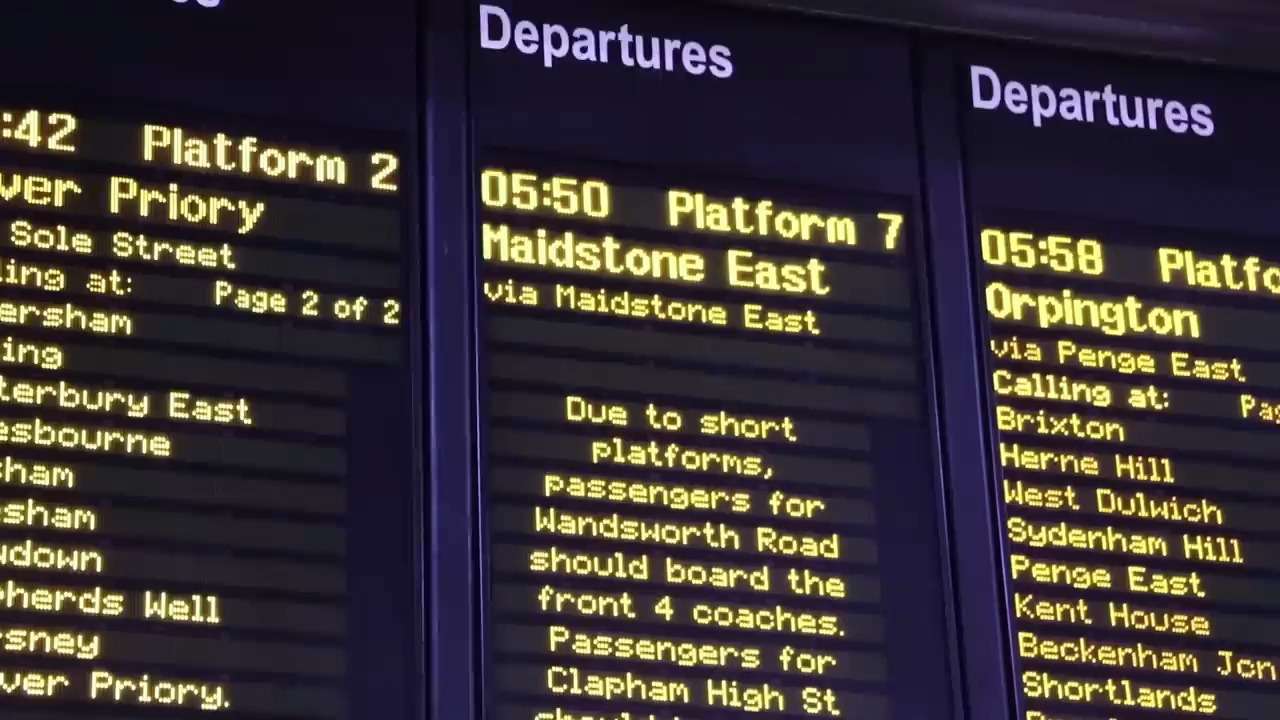 Departures
Departures
:42 Platform 2
ver Priory
Sole Street
ling at: Page 2 of 2
ersham
ing
terbury East
esbourne
ham
sham
wdown
herds Well
sney
ver Priory.
05:50 Platform 7
Maidstone East
via Maidstone East
Due to short
platforms,
passengers for
Wandsworth Road
should board the
front 4 coaches.
Passengers for
Clapham High St
05:58 Platfo
Orpington
via Penge East
Calling at: Pag
Brixton
Herne Hill
West Dulwich
Sydenham Hill
Penge East
Kent House
Beckenham Jcn
Shortlands